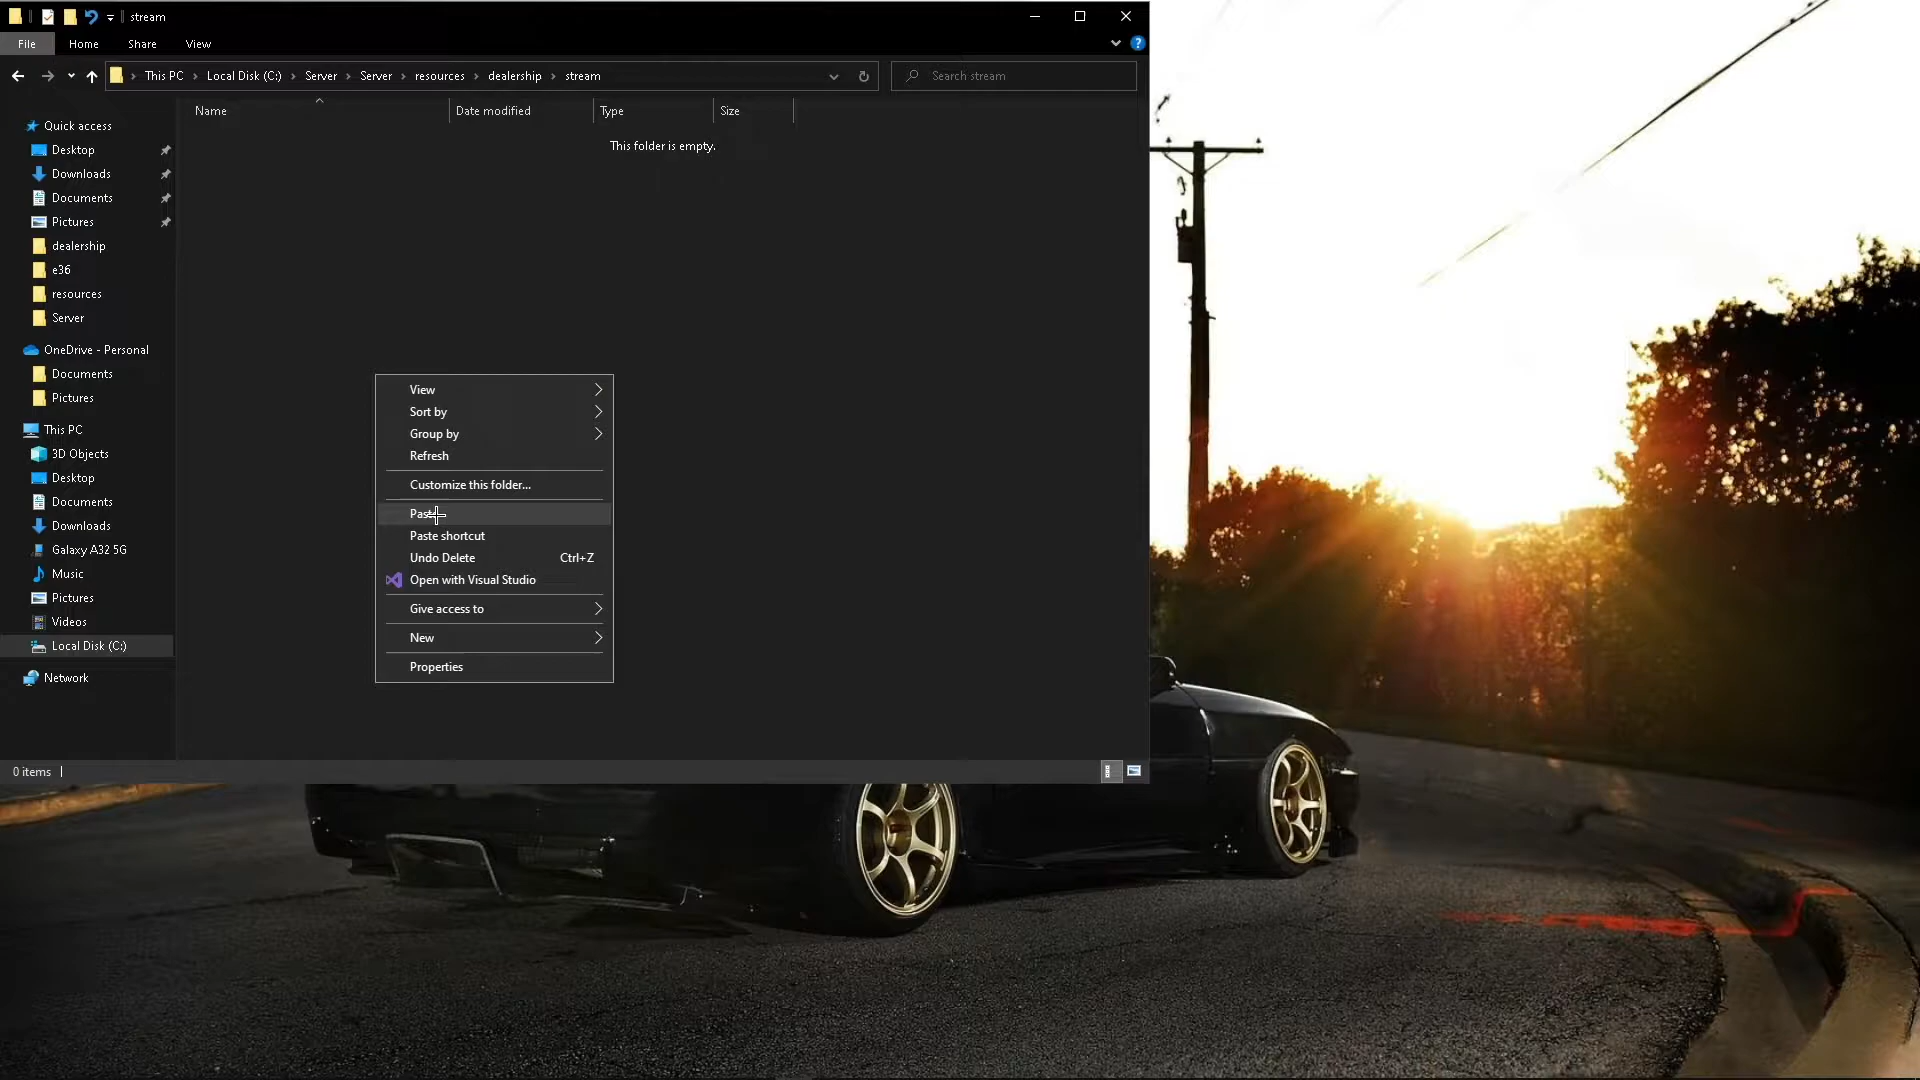 stream
File Home Share View
This PC Local Disk (C:) Server Server resources dealership stream
Search stream
Name Date modified Type Size
This folder is empty.
Quick access
Desktop
Downloads
Documents
Pictures
dealership
e36
resources
Server
OneDrive - Personal
Documents
Pictures
This PC
3D Objects
Desktop
Documents
Downloads
Galaxy A32 5G
Music
Pictures
Videos
Local Disk (C:)
Network
View
Sort by
Group by
Refresh
Customize this folder...
Paste
Paste shortcut
Undo Delete Ctrl+Z
Open with Visual Studio
Give access to
New
Properties
0 items